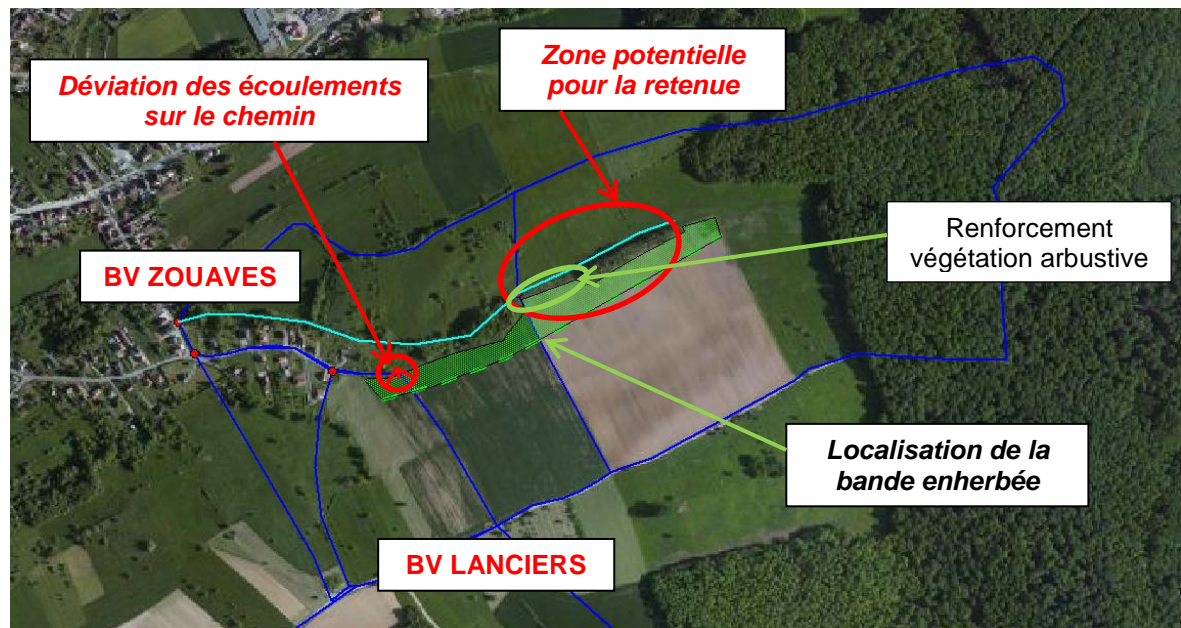 Déviation des écoulements
sur le chemin
Zone potentielle
pour la retenue
Renforcement
végétation arbustive
BV ZOUAVES
Localisation de la
bande enherbée
BV LANCIERS